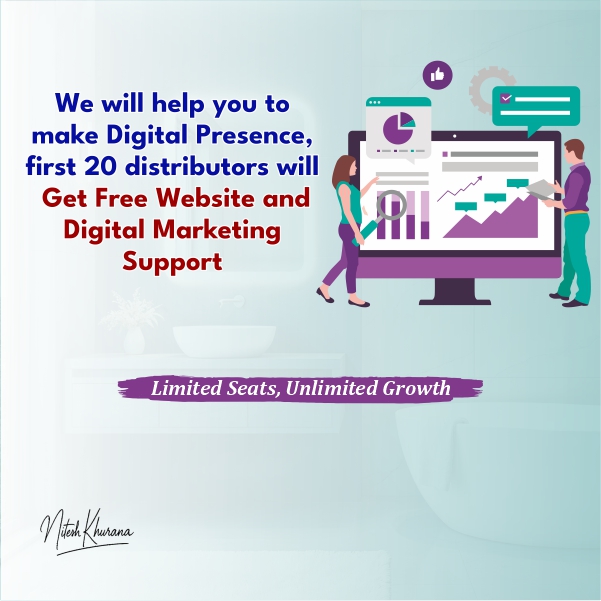 We will help you to
make Digital Presence,
first 20 distributors will
Get Free Website and
Digital Marketing
Support
Limited Seats, Unlimited Growth
Nitesh Khurana